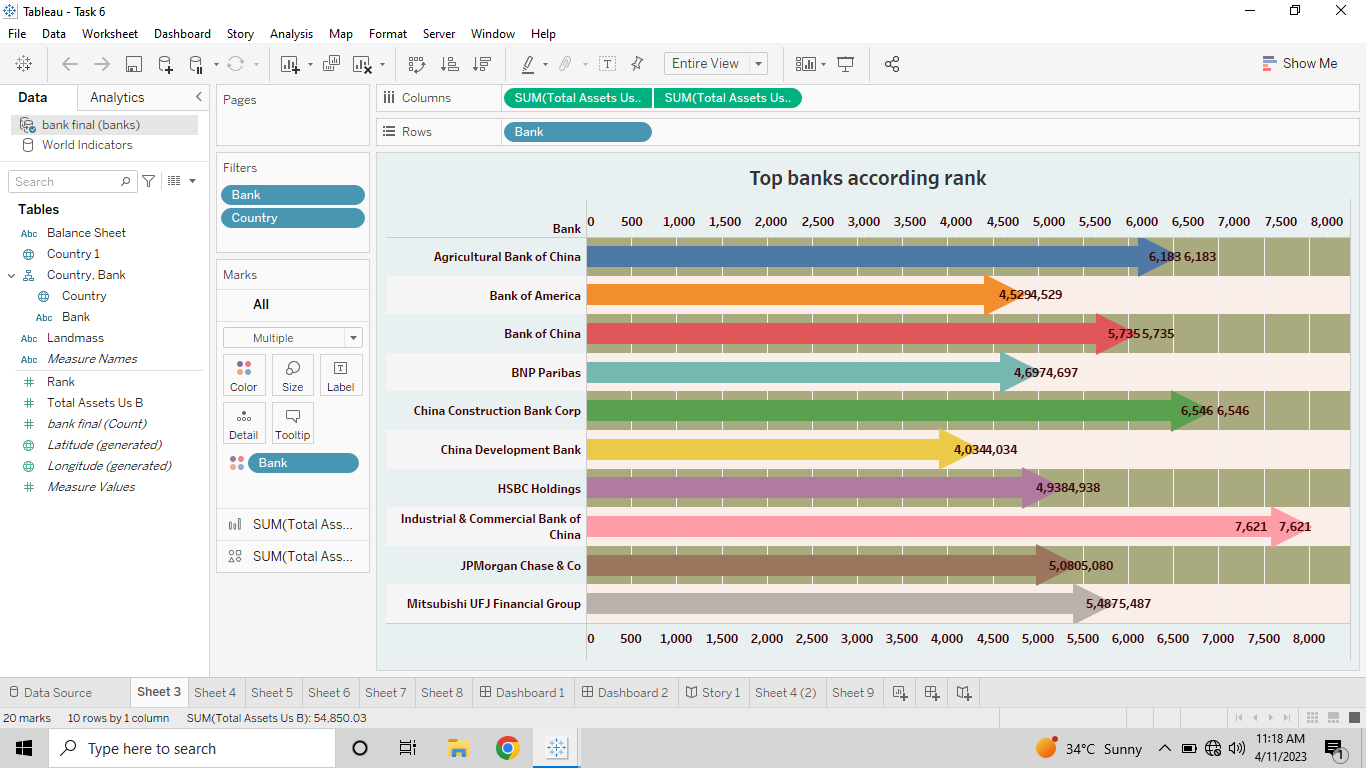 Tableau - Task 6
File Data Worksheet Dashboard Story Analysis Map Format Server Window Help
Entire View
Show Me
Data Analytics
bank final (banks)
World Indicators
Search
Tables
Abc Balance Sheet
Country 1
Country, Bank
Country
Abc Bank
Abc Landmass
Abc Measure Names
# Rank
# Total Assets Us B
# bank final (Count)
Latitude (generated)
Longitude (generated)
# Measure Values
Pages
Filters
Bank
Country
Marks
All
Multiple
Color Size Label
Detail Tooltip
Bank
SUM(Total Ass...
SUM(Total Ass...
Columns SUM(Total Assets Us.. SUM(Total Assets Us..
Rows Bank
Top banks according rank
Bank 0 500 1,000 1,500 2,000 2,500 3,000 3,500 4,000 4,500 5,000 5,500 6,000 6,500 7,000 7,500 8,000
Agricultural Bank of China 6,183 6,183
Bank of America 4,529 4,529
Bank of China 5,735 5,735
BNP Paribas 4,697 4,697
China Construction Bank Corp 6,546 6,546
China Development Bank 4,034 4,034
HSBC Holdings 4,938 4,938
Industrial & Commercial Bank of
China 7,621 7,621
JPMorgan Chase & Co 5,080 5,080
Mitsubishi UFJ Financial Group 5,487 5,487
0 500 1,000 1,500 2,000 2,500 3,000 3,500 4,000 4,500 5,000 5,500 6,000 6,500 7,000 7,500 8,000
Data Source Sheet 3 Sheet 4 Sheet 5 Sheet 6 Sheet 7 Sheet 8 Dashboard 1 Dashboard 2 Story 1 Sheet 4 (2) Sheet 9
20 marks 10 rows by 1 column SUM(Total Assets Us B): 54,850.03
Type here to search
34°C Sunny
11:18 AM
4/11/2023
1